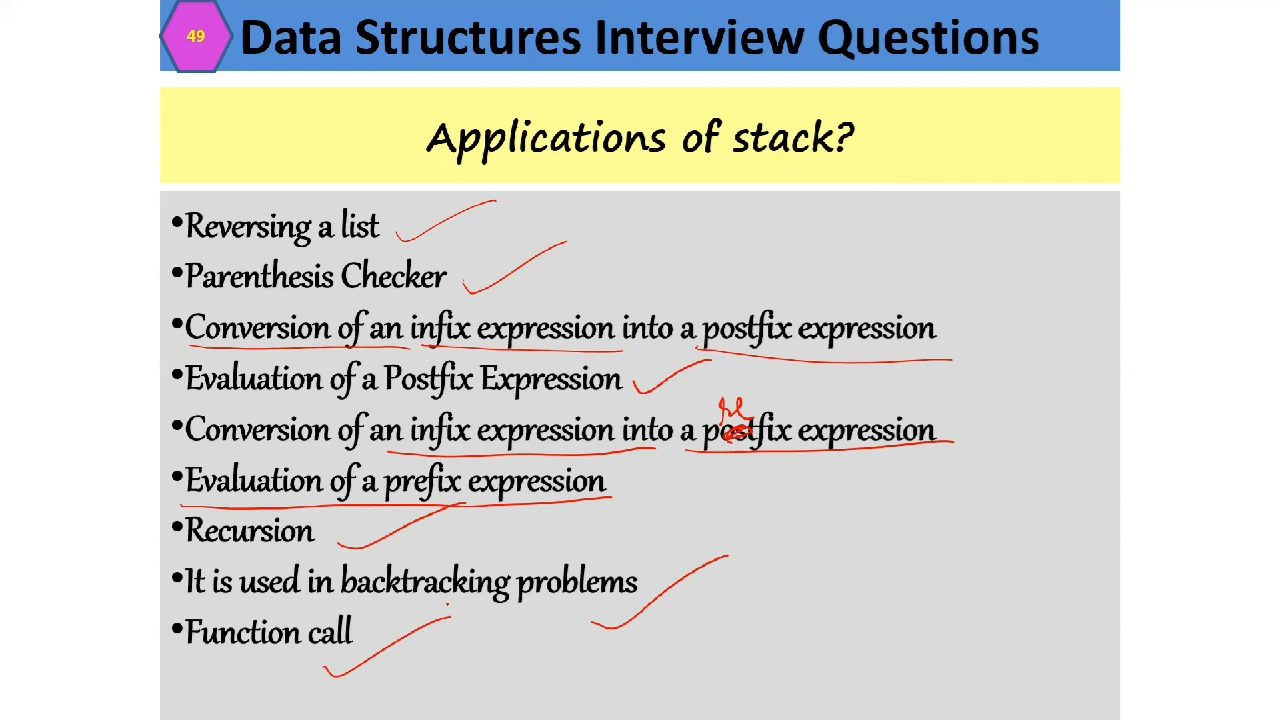 49
Data Structures Interview Questions
Applications of stack?
•Reversing a list
•Parenthesis Checker
•Conversion of an infix expression into a postfix expression
•Evaluation of a Postfix Expression
re
•Conversion of an infix expression into a postfix expression
•Evaluation of a prefix expression
•Recursion
•It is used in backtracking problems
•Function call